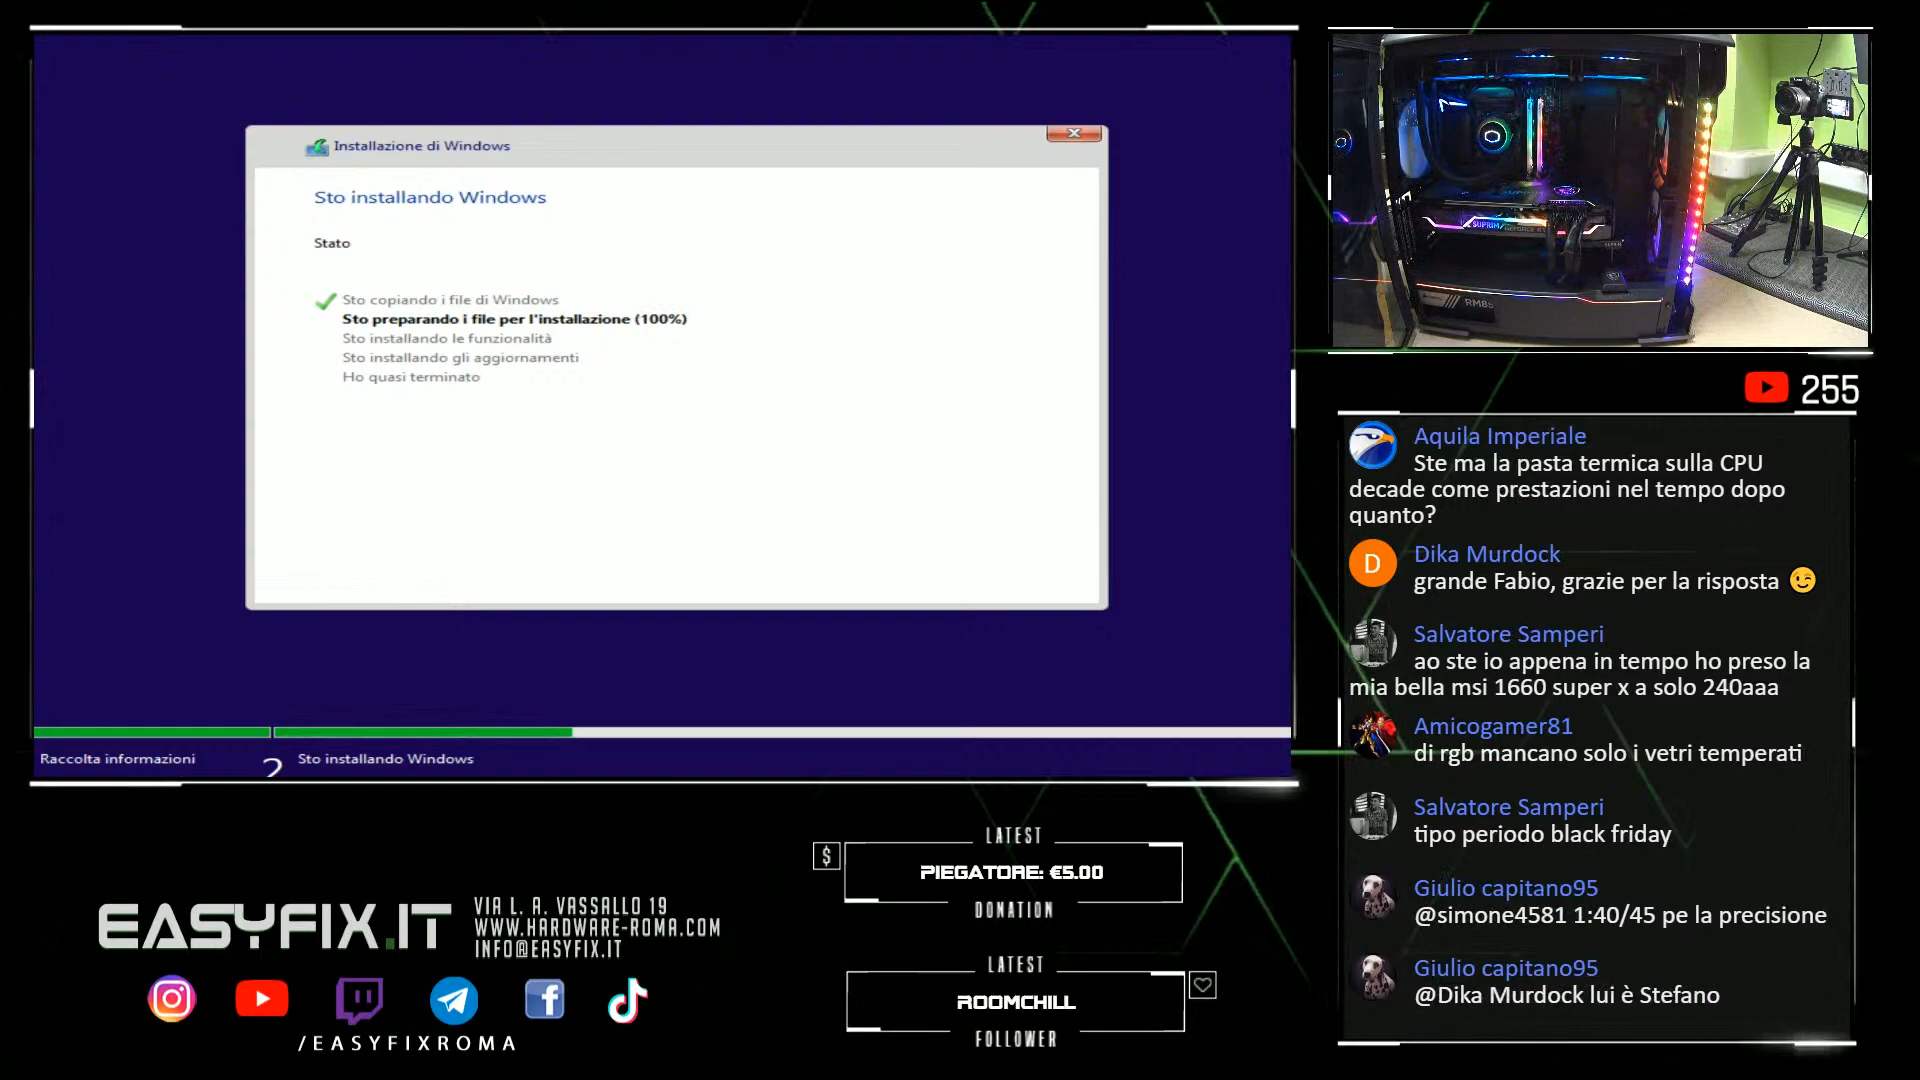 Installazione di Windows
Sto installando Windows
Stato
Sto copiando i file di Windows
Sto preparando i file per l'installazione (100%)
Sto installando le funzionalità
Sto installando gli aggiornamenti
Ho quasi terminato
Raccolta informazioni
2 Sto installando Windows
SUPRIM
RM85
255
Aquila Imperiale
Ste ma la pasta termica sulla CPU
decade come prestazioni nel tempo dopo
quanto?
D
Dika Murdock
grande Fabio, grazie per la risposta 😉
Salvatore Samperi
ao ste io appena in tempo ho preso la
mia bella msi 1660 super x a solo 240aaa
Amicogamer81
di rgb mancano solo i vetri temperati
Salvatore Samperi
tipo periodo black friday
Giulio capitano95
@simone4581 1:40/45 pe la precisione
Giulio capitano95
@Dika Murdock lui è Stefano
LATEST
$
PIEGATORE: €5.00
DONATION
LATEST
ROOMCHILL
FOLLOWER
EASYFIX.IT
VIA L. A. VASSALLO 19
WWW.HARDWARE-ROMA.COM
INFO@EASYFIX.IT
/EASYFIXROMA